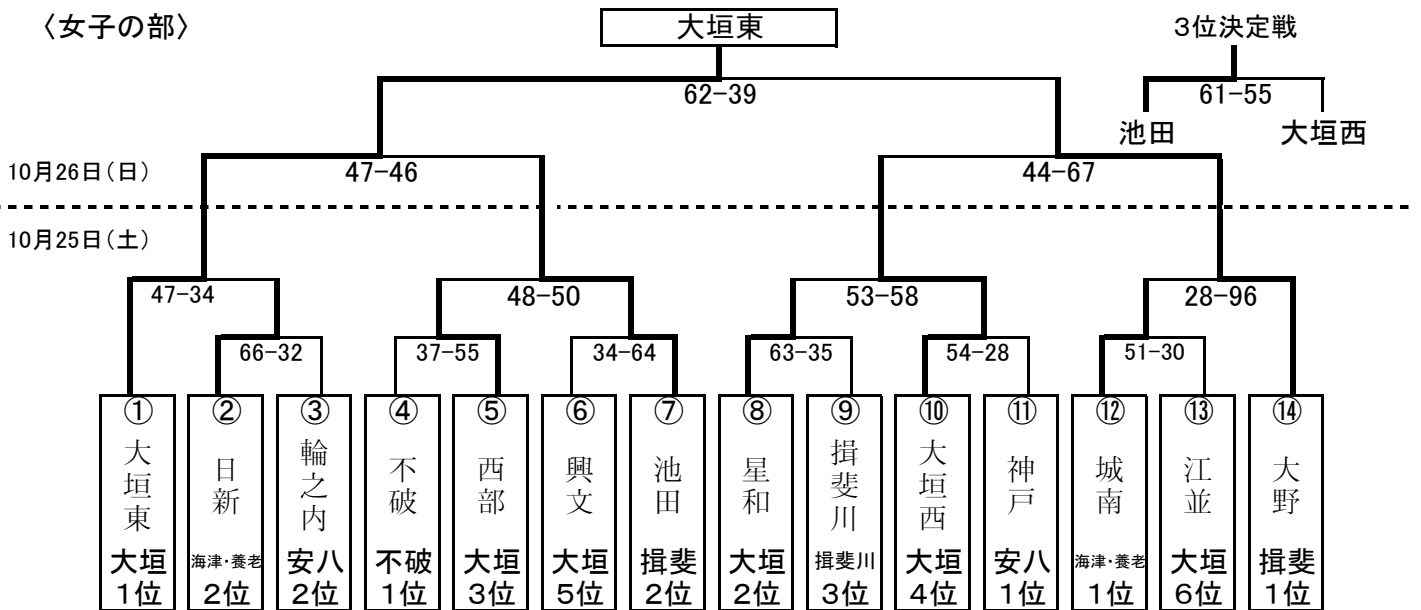 〈女子の部〉
大垣東
3位決定戦
62-39
61-55
池田
大垣西
10月26日(日)
47-46
44-67
10月25日(土)
47-34
48-50
53-58
28-96
66-32
37-55
34-64
63-35
54-28
51-30
① 大垣東 大垣 1位
② 日新 海津・養老 2位
③ 輪之内 安八 2位
④ 不破 不破 1位
⑤ 西部 大垣 3位
⑥ 興文 大垣 5位
⑦ 池田 揖斐 2位
⑧ 星和 大垣 2位
⑨ 揖斐川 揖斐川 3位
⑩ 大垣西 大垣 4位
⑪ 神戸 安八 1位
⑫ 城南 海津・養老 1位
⑬ 江並 大垣 6位
⑭ 大野 揖斐 1位